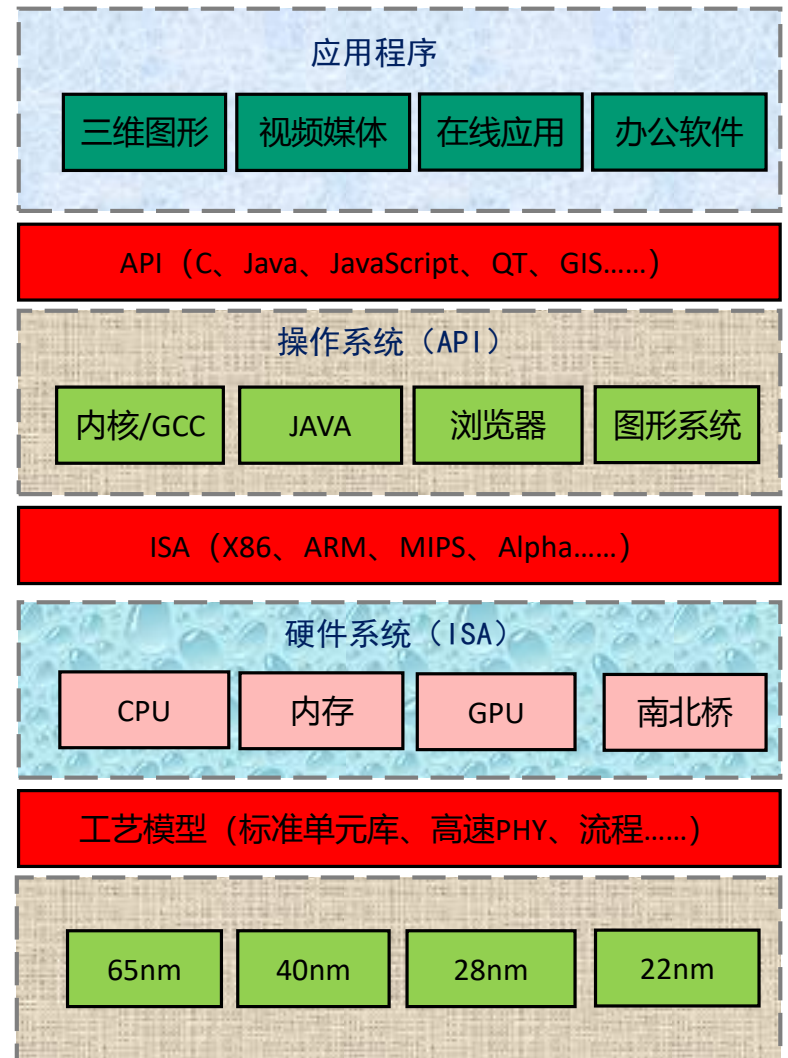 应用程序
三维图形 视频媒体 在线应用 办公软件
API（C、Java、JavaScript、QT、GIS......）
操作系统（API）
内核/GCC JAVA 浏览器 图形系统
ISA（X86、ARM、MIPS、Alpha......）
硬件系统（ISA）
CPU 内存 GPU 南北桥
工艺模型（标准单元库、高速PHY、流程......）
65nm 40nm 28nm 22nm